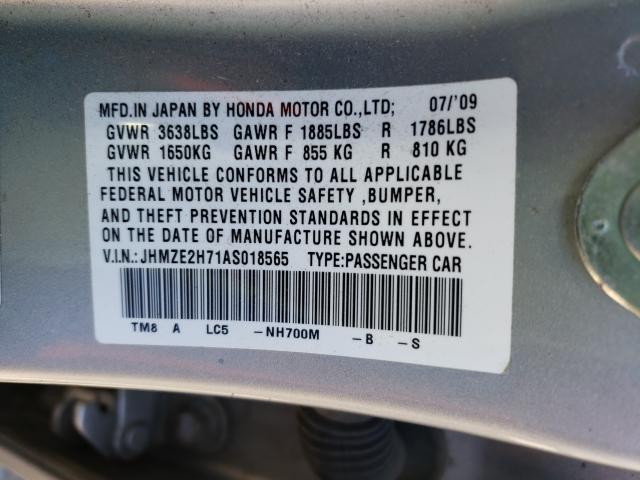 MFD.IN JAPAN BY HONDA MOTOR CO.,LTD; 07/'09
GVWR 3638LBS GAWR F 1885LBS R 1786LBS
GVWR 1650KG GAWR F 855 KG R 810 KG
THIS VEHICLE CONFORMS TO ALL APPLICABLE
FEDERAL MOTOR VEHICLE SAFETY ,BUMPER,
AND THEFT PREVENTION STANDARDS IN EFFECT
ON THE DATE OF MANUFACTURE SHOWN ABOVE.
V.I.N.:JHMZE2H71AS018565 TYPE:PASSENGER CAR
TM8 A LC5 -NH700M -B -S